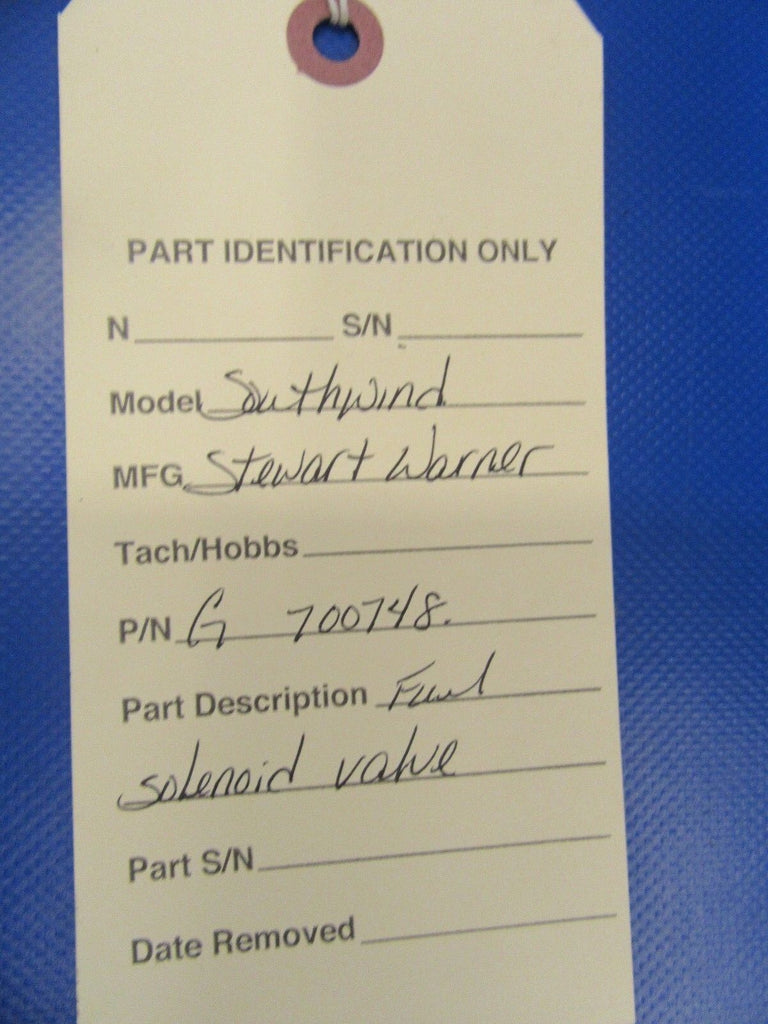 PART IDENTIFICATION ONLY
N S/N
Model Southwind
MFG Stewart Warner
Tach/Hobbs
P/N G 700748.
Part Description Fuel
solenoid valve
Part S/N
Date Removed